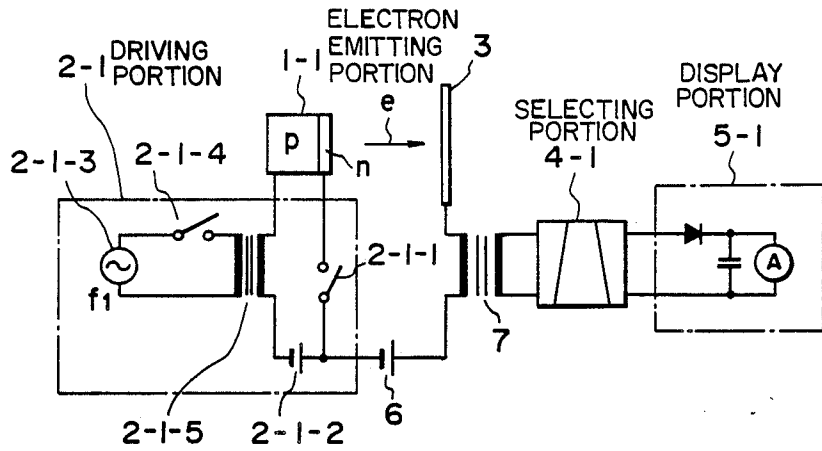 ELECTRON
EMITTING
PORTION
1-1
2-1 DRIVING
PORTION
3
DISPLAY
PORTION
5-1
SELECTING
PORTION
4-1
e
p
n
2-1-3
2-1-4
2-1-1
f1
A
7
6
2-1-5
2-1-2